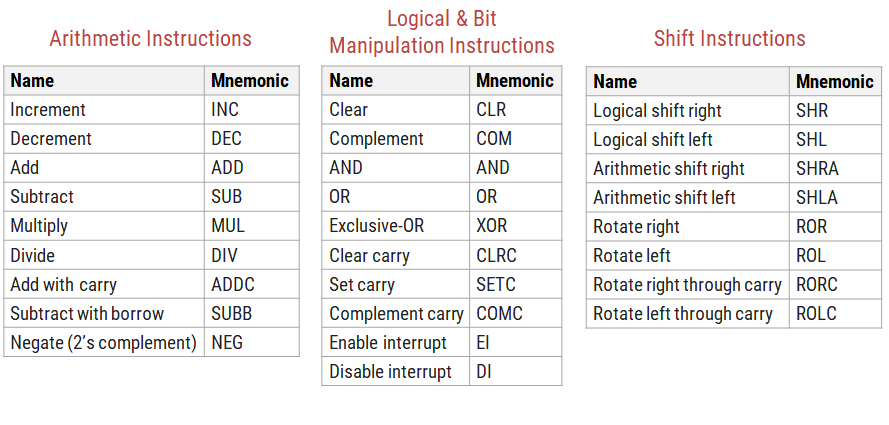 Arithmetic Instructions
Name Mnemonic
Increment INC
Decrement DEC
Add ADD
Subtract SUB
Multiply MUL
Divide DIV
Add with carry ADDC
Subtract with borrow SUBB
Negate (2's complement) NEG
Logical & Bit
Manipulation Instructions
Name Mnemonic
Clear CLR
Complement COM
AND AND
OR OR
Exclusive-OR XOR
Clear carry CLRC
Set carry SETC
Complement carry COMC
Enable interrupt EI
Disable interrupt DI
Shift Instructions
Name Mnemonic
Logical shift right SHR
Logical shift left SHL
Arithmetic shift right SHRA
Arithmetic shift left SHLA
Rotate right ROR
Rotate left ROL
Rotate right through carry RORC
Rotate left through carry ROLC